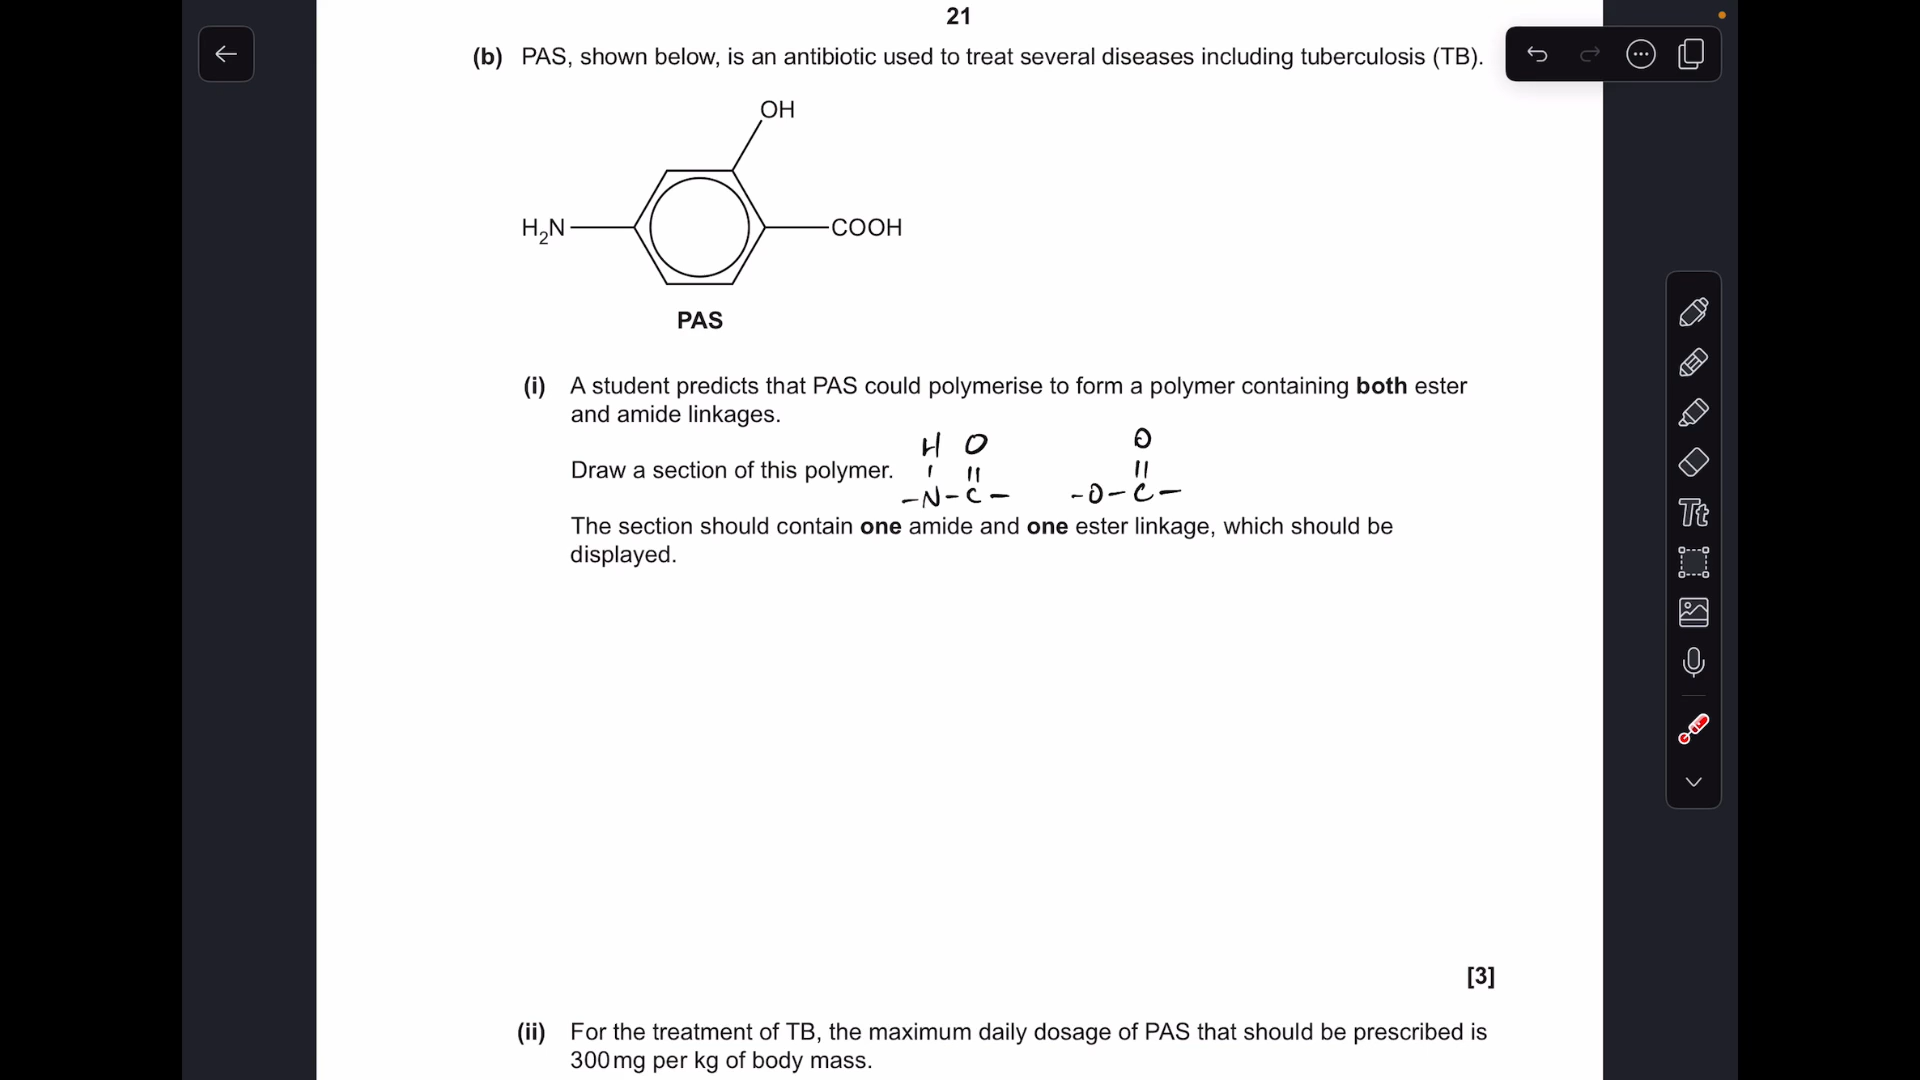 21
(b) PAS, shown below, is an antibiotic used to treat several diseases including tuberculosis (TB).
OH
H₂N
COOH
PAS
(i) A student predicts that PAS could polymerise to form a polymer containing both ester
and amide linkages.
H O
O
Draw a section of this polymer.
-N-C-
-O-C-
The section should contain one amide and one ester linkage, which should be
displayed.
[3]
(ii) For the treatment of TB, the maximum daily dosage of PAS that should be prescribed is
300 mg per kg of body mass.
Tt